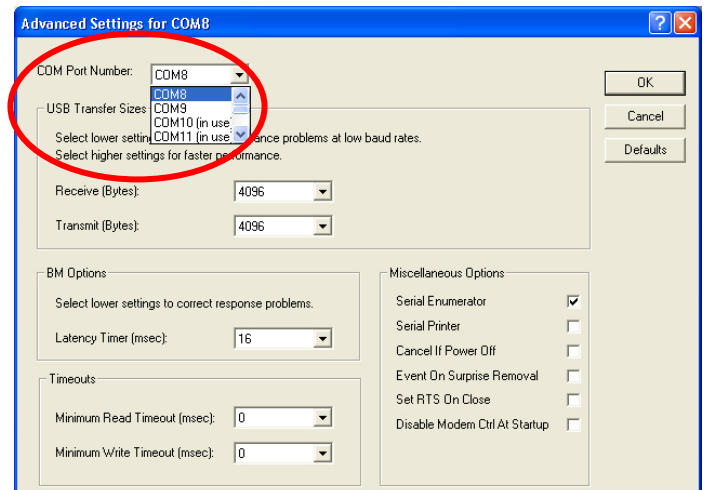 Advanced Settings for COM8
COM Port Number:
COM8
COM8
COM9
COM10 (in use
COM11 (in use)
OK
Cancel
Defaults
USB Transfer Sizes
Select lower settin ance problems at low baud rates.
Select higher settings for faster performance.
Receive (Bytes):
4096
Transmit (Bytes):
4096
BM Options
Select lower settings to correct response problems.
Latency Timer (msec):
16
Timeouts
Minimum Read Timeout (msec):
0
Minimum Write Timeout (msec):
0
Miscellaneous Options
Serial Enumerator
Serial Printer
Cancel If Power Off
Event On Surprise Removal
Set RTS On Close
Disable Modem Ctrl At Startup